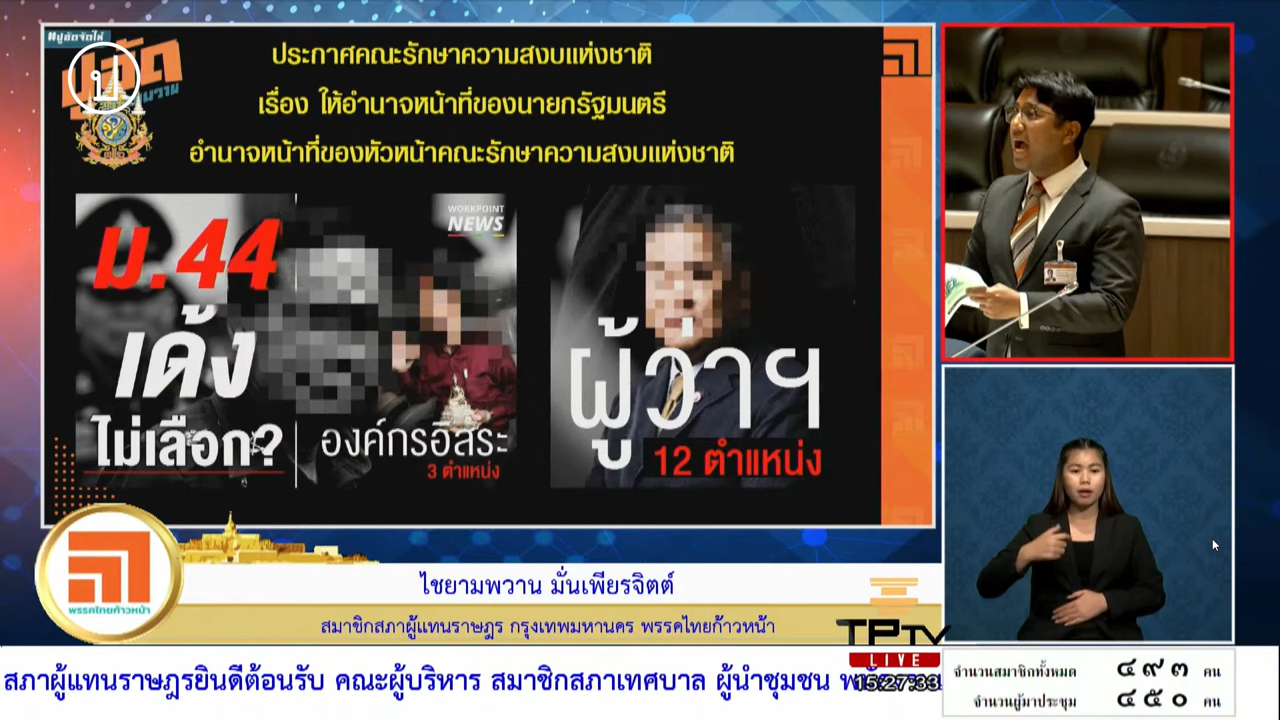 #ปูอัดจัดให้
ปูอัด
ป
ประกาศคณะรักษาความสงบแห่งชาติ
เรื่อง ให้อำนาจหน้าที่ของนายกรัฐมนตรี
อำนาจหน้าที่ของหัวหน้าคณะรักษาความสงบแห่งชาติ
WORKPOINT
NEWS
ม.44
เด้ง
ไม่เลือก?
องค์กรอิสระ
3 ตำแหน่ง
ผู้ว่าฯ
12 ตำแหน่ง
พรรคไทยก้าวหน้า
ไชยามพวาน มั่นเพียรจิตต์
สมาชิกสภาผู้แทนราษฎร กรุงเทพมหานคร พรรคไทยก้าวหน้า
TPTV
LIVE
15:27:33
สภาผู้แทนราษฎรยินดีต้อนรับ คณะผู้บริหาร สมาชิกสภาเทศบาล ผู้นำชุมชน
จำนวนสมาชิกทั้งหมด ๔๙๓ คน
จำนวนผู้มาประชุม ๔๕๐ คน